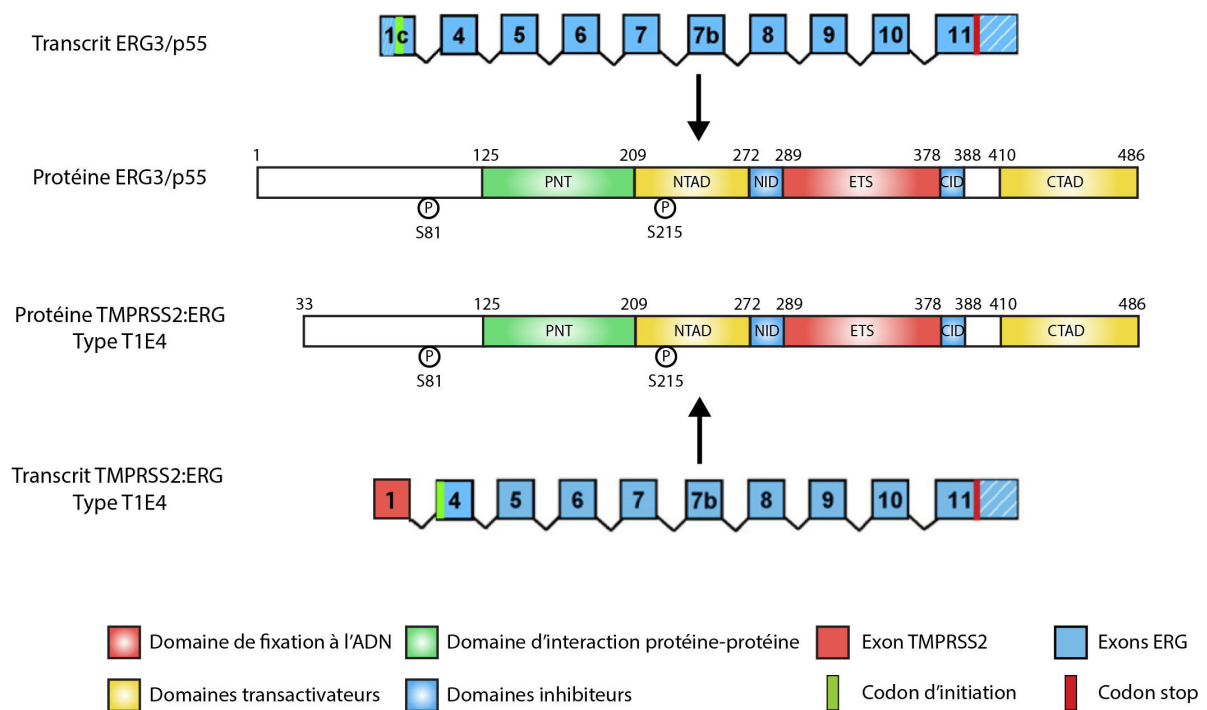 Transcrit ERG3/p55
1c 4 5 6 7 7b 8 9 10 11
1 125 209 272 289 378 388 410 486
Protéine ERG3/p55
PNT NTAD NID ETS CID CTAD
P P
S81 S215
33 125 209 272 289 378 388 410 486
Protéine TMPRSS2:ERG
Type T1E4
PNT NTAD NID ETS CID CTAD
P P
S81 S215
Transcrit TMPRSS2:ERG
Type T1E4
1 4 5 6 7 7b 8 9 10 11
Domaine de fixation à l'ADN Domaine d'interaction protéine-protéine Exon TMPRSS2 Exons ERG
Domaines transactivateurs Domaines inhibiteurs Codon d'initiation Codon stop